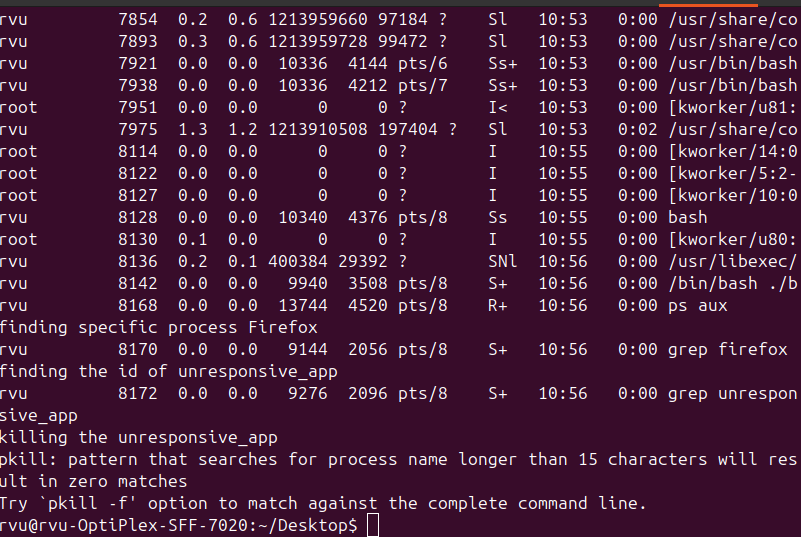 rvu 7854 0.2 0.6 1213959660 97184 ? Sl 10:53 0:00 /usr/share/co
rvu 7893 0.3 0.6 1213959728 99472 ? Sl 10:53 0:00 /usr/share/co
rvu 7921 0.0 0.0 10336 4144 pts/6 Ss+ 10:53 0:00 /usr/bin/bash
rvu 7938 0.0 0.0 10336 4212 pts/7 Ss+ 10:53 0:00 /usr/bin/bash
root 7951 0.0 0.0 0 0 ? I< 10:53 0:00 [kworker/u81:
rvu 7975 1.3 1.2 1213910508 197404 ? Sl 10:53 0:02 /usr/share/co
root 8114 0.0 0.0 0 0 ? I 10:55 0:00 [kworker/14:0
root 8122 0.0 0.0 0 0 ? I 10:55 0:00 [kworker/5:2-
root 8127 0.0 0.0 0 0 ? I 10:55 0:00 [kworker/10:0
rvu 8128 0.0 0.0 10340 4376 pts/8 Ss 10:55 0:00 bash
root 8130 0.1 0.0 0 0 ? I 10:55 0:00 [kworker/u80:
rvu 8136 0.2 0.1 400384 29392 ? SNl 10:56 0:00 /usr/libexec/
rvu 8142 0.0 0.0 9940 3508 pts/8 S+ 10:56 0:00 /bin/bash ./b
rvu 8168 0.0 0.0 13744 4520 pts/8 R+ 10:56 0:00 ps aux
finding specific process Firefox
rvu 8170 0.0 0.0 9144 2056 pts/8 S+ 10:56 0:00 grep firefox
finding the id of unresponsive_app
rvu 8172 0.0 0.0 9276 2096 pts/8 S+ 10:56 0:00 grep unrespon
sive_app
killing the unresponsive_app
pkill: pattern that searches for process name longer than 15 characters will res
ult in zero matches
Try `pkill -f' option to match against the complete command line.
rvu@rvu-OptiPlex-SFF-7020:~/Desktop$